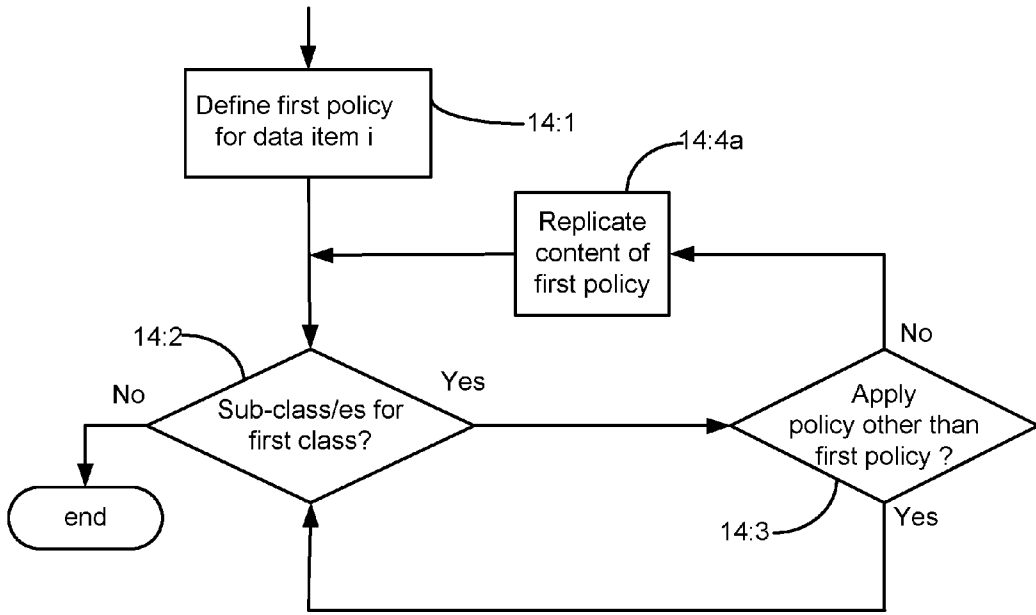 Define first policy
for data item i
14:1
14:4a
Replicate
content of
first policy
14:2
No
Yes
No
Sub-class/es for
first class?
Apply
policy other than
first policy ?
end
14:3
Yes